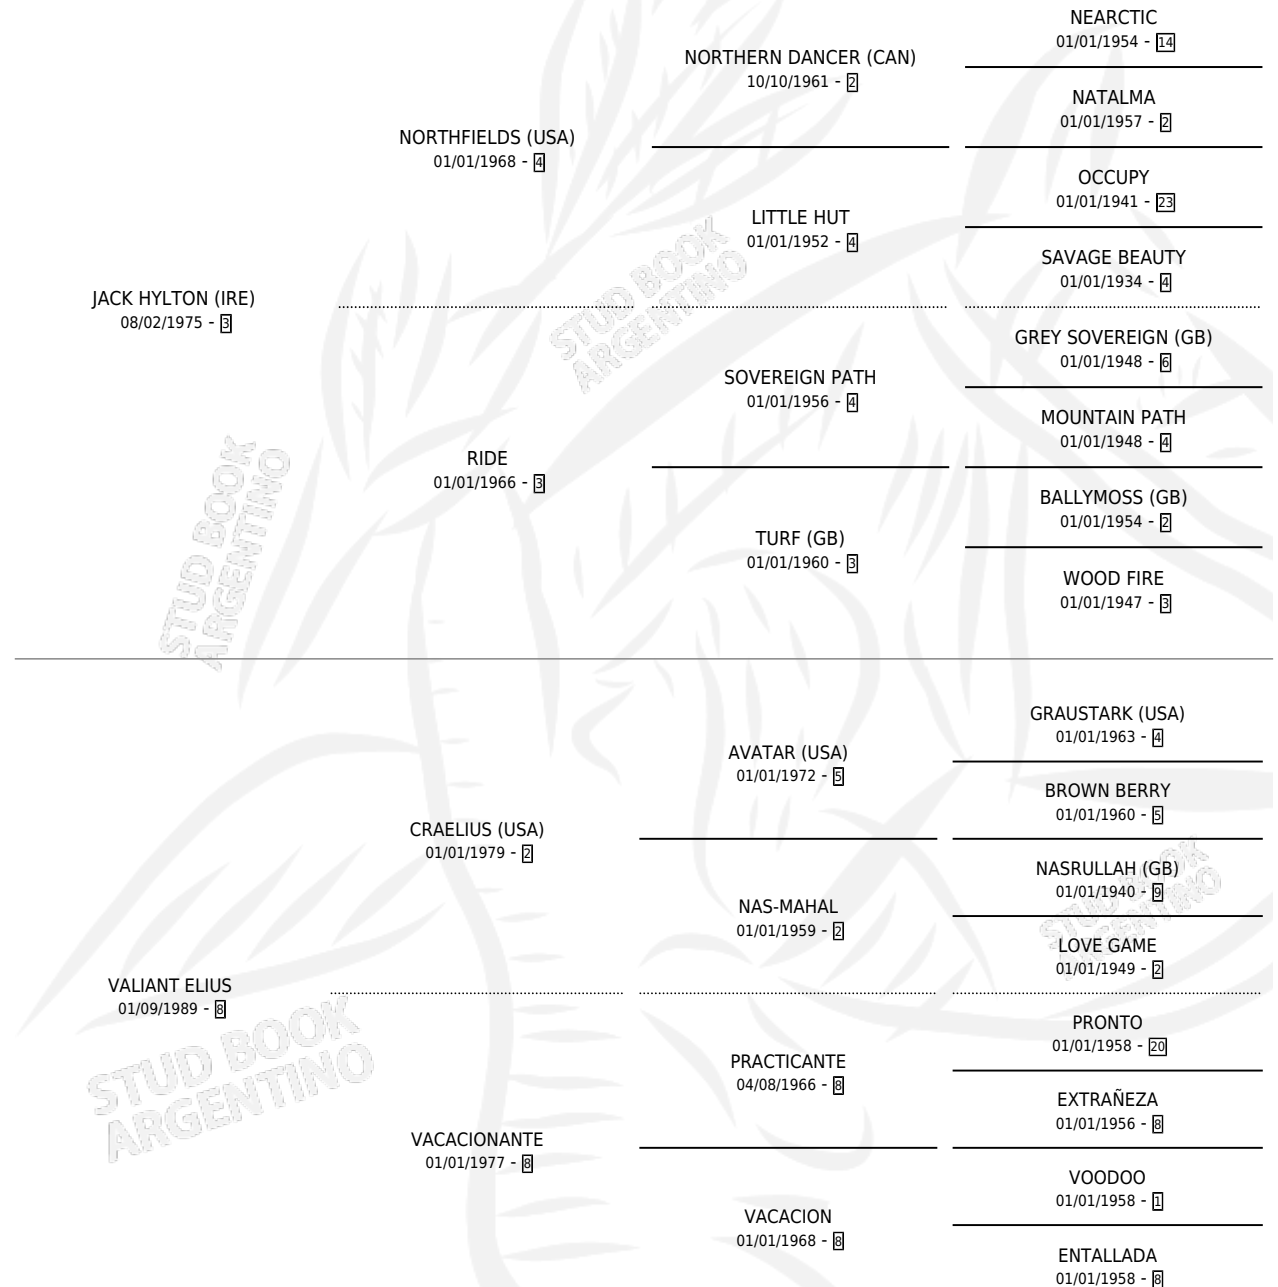 NEARCTIC
01/01/1954 - 14
NORTHERN DANCER (CAN)
10/10/1961 - 2
NATALMA
01/01/1957 - 2
NORTHFIELDS (USA)
01/01/1968 - 4
OCCUPY
01/01/1941 - 23
LITTLE HUT
01/01/1952 - 4
SAVAGE BEAUTY
01/01/1934 - 4
JACK HYLTON (IRE)
08/02/1975 - 3
GREY SOVEREIGN (GB)
01/01/1948 - 6
SOVEREIGN PATH
01/01/1956 - 4
MOUNTAIN PATH
01/01/1948 - 4
RIDE
01/01/1966 - 3
BALLYMOSS (GB)
01/01/1954 - 2
TURF (GB)
01/01/1960 - 3
WOOD FIRE
01/01/1947 - 3
GRAUSTARK (USA)
01/01/1963 - 4
AVATAR (USA)
01/01/1972 - 5
BROWN BERRY
01/01/1960 - 5
CRAELIUS (USA)
01/01/1979 - 2
NASRULLAH (GB)
01/01/1940 - 9
NAS-MAHAL
01/01/1959 - 2
LOVE GAME
01/01/1949 - 2
VALIANT ELIUS
01/09/1989 - 8
PRONTO
01/01/1958 - 20
PRACTICANTE
04/08/1966 - 8
EXTRAÑEZA
01/01/1956 - 8
VACACIONANTE
01/01/1977 - 8
VOODOO
01/01/1958 - 1
VACACION
01/01/1968 - 8
ENTALLADA
01/01/1958 - 8
STUD BOOK
ARGENTINO
STUD BOOK
ARGENTINO
STUD BOOK
ARGENTINO
STUD BOOK
ARGENTINO